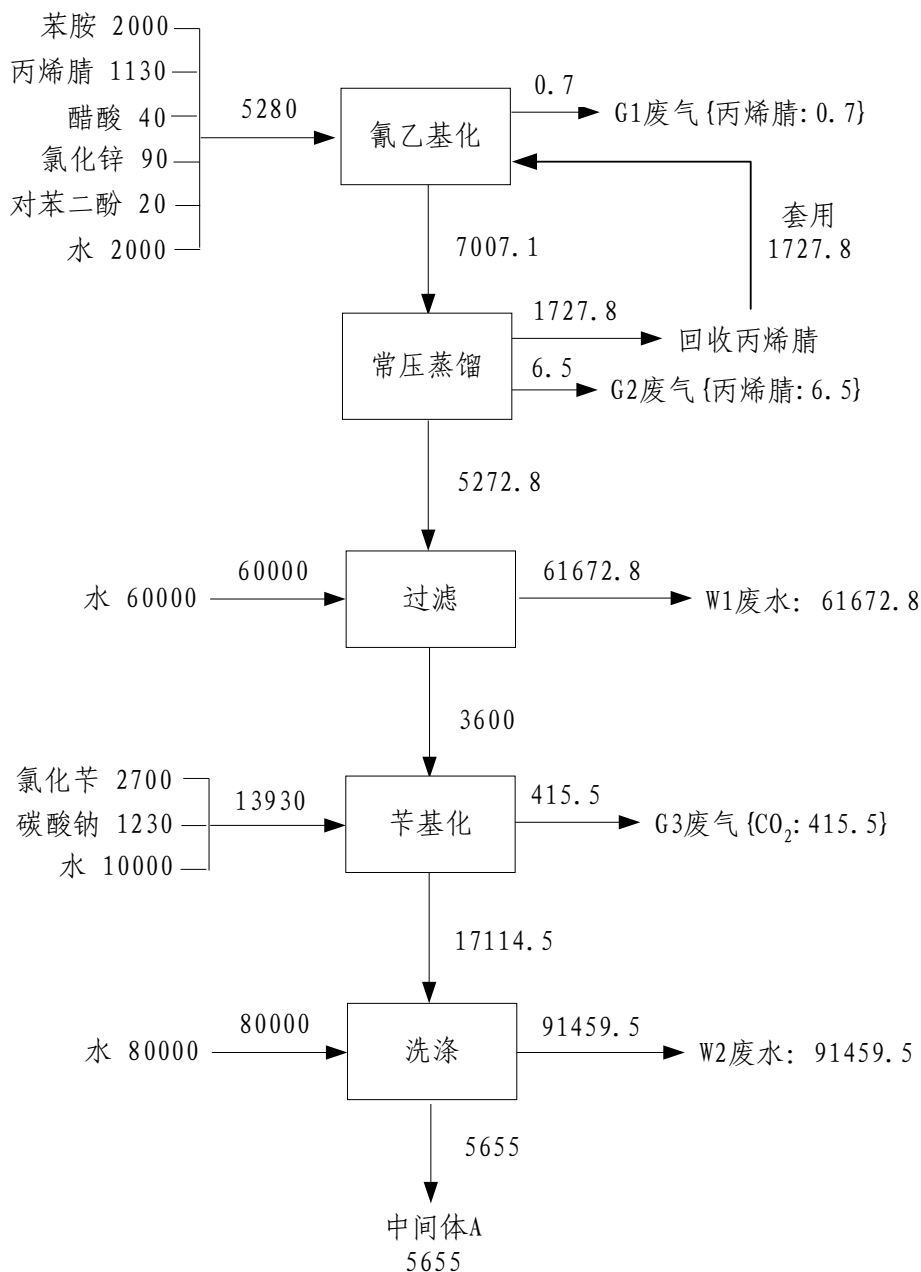 苯胺 2000
丙烯腈 1130
醋酸 40
氯化锌 90
对苯二酚 20
水 2000
5280
氰乙基化
0.7
G1废气{丙烯腈:0.7}
套用
1727.8
7007.1
常压蒸馏
1727.8
回收丙烯腈
6.5
G2废气{丙烯腈:6.5}
5272.8
水 60000
60000
过滤
61672.8
W1废水: 61672.8
3600
氯化苄 2700
碳酸钠 1230
水 10000
13930
苄基化
415.5
G3废气{CO₂:415.5}
17114.5
水 80000
80000
洗涤
91459.5
W2废水: 91459.5
5655
中间体A
5655